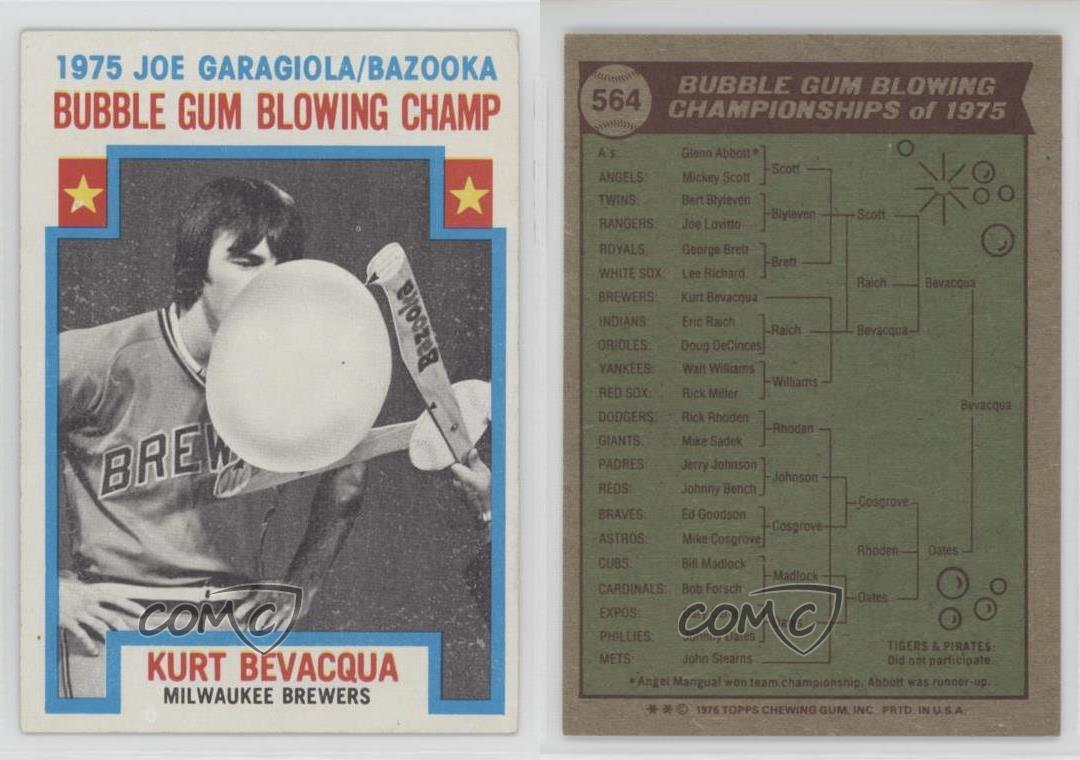 1975 JOE GARAGIOLA/BAZOOKA
BUBBLE GUM BLOWING CHAMP
Bazooka
BREW
COMC
KURT BEVACQUA
MILWAUKEE BREWERS
564
BUBBLE GUM BLOWING
CHAMPIONSHIPS of 1975
A's: Glenn Abbott*
Scott
ANGELS: Mickey Scott
TWINS: Bert Blyleven
Blyleven Scott
RANGERS: Joe Lovitto
ROYALS: George Brett
Brett
WHITE SOX: Lee Richard
Raich Bevacqua
BREWERS: Kurt Bevacqua
INDIANS: Eric Raich
Raich Bevacqua
ORIOLES: Doug DeCinces
YANKEES: Walt Williams
Williams
RED SOX: Rick Miller
Bevacqua
DODGERS: Rick Rhoden
Rhoden
GIANTS: Mike Sadek
PADRES: Jerry Johnson
Johnson
REDS: Johnny Bench
Cosgrove
BRAVES: Ed Goodson
Cosgrove
ASTROS: Mike Cosgrove
Rhoden Oates
CUBS: Bill Madlock
Madlock
CARDINALS: Bob Forsch
Oates
EXPOS:
COMC
PHILLIES: Johnny Oates
TIGERS & PIRATES:
METS: John Stearns
Did not participate.
*Angel Mangual won team championship. Abbott was runner-up.
** © 1976 TOPPS CHEWING GUM, INC. PRTD. IN U.S.A.